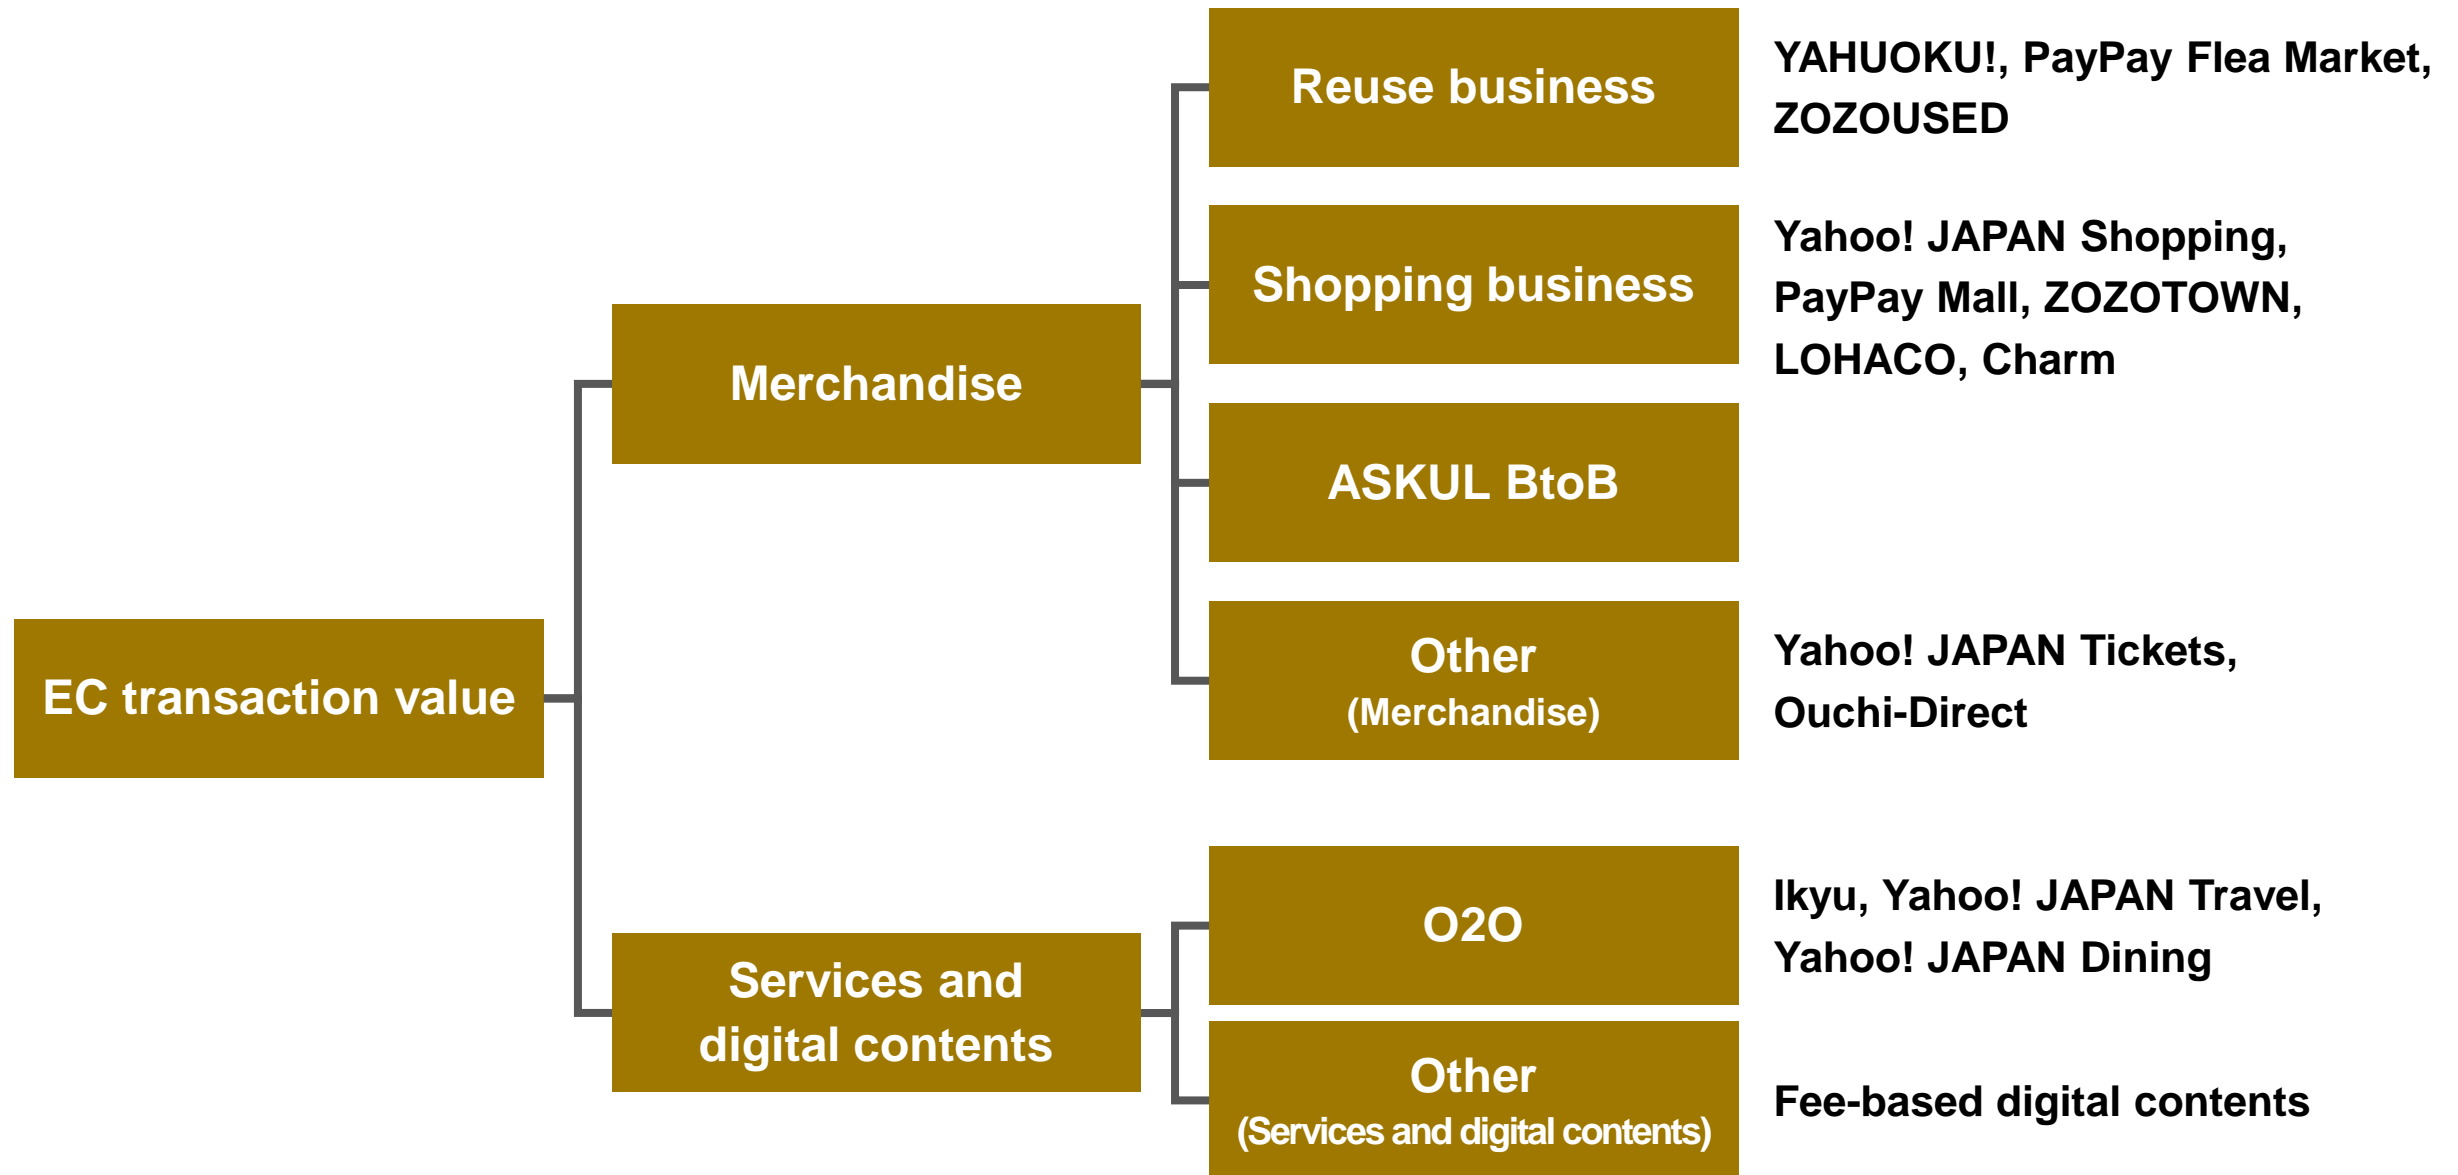 Reuse business
YAHUOKU!, PayPay Flea Market,
ZOZOUSED
Shopping business
Yahoo! JAPAN Shopping,
PayPay Mall, ZOZOTOWN,
LOHACO, Charm
Merchandise
ASKUL BtoB
Other
(Merchandise)
Yahoo! JAPAN Tickets,
Ouchi-Direct
EC transaction value
O2O
Ikyu, Yahoo! JAPAN Travel,
Yahoo! JAPAN Dining
Services and
digital contents
Other
(Services and digital contents)
Fee-based digital contents